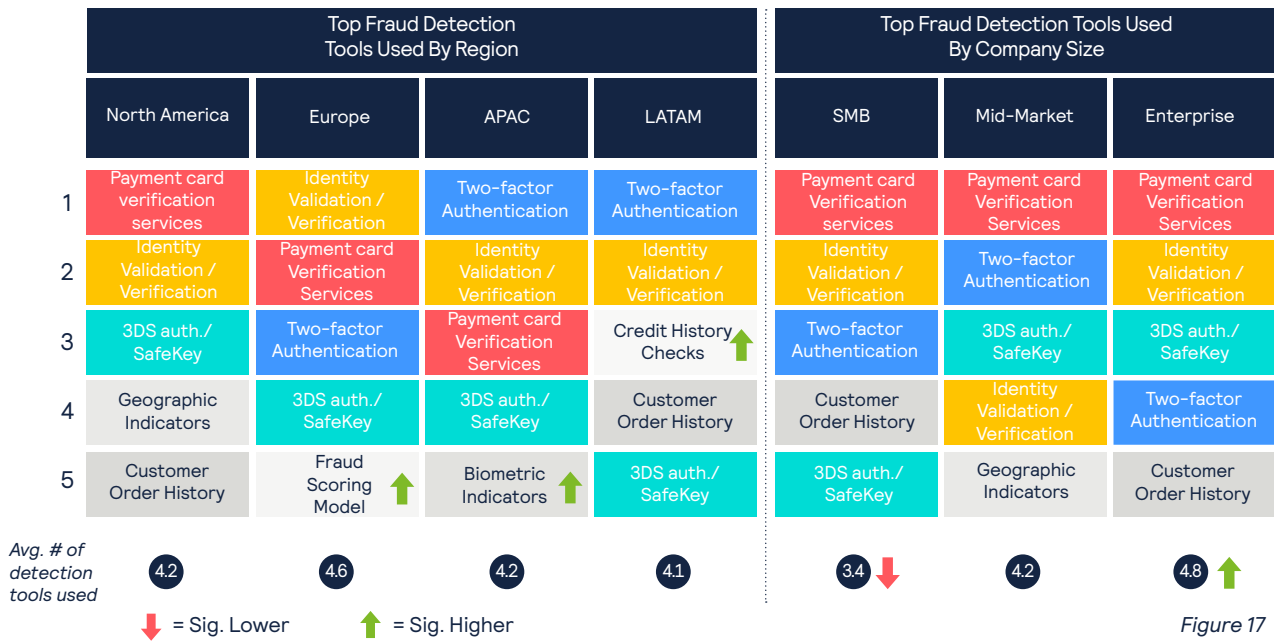 Top Fraud Detection
Tools Used By Region
Top Fraud Detection Tools Used
By Company Size
North America
Europe
APAC
LATAM
SMB
Mid-Market
Enterprise
1
Payment card
verification
services
Identity
Validation /
Verification
Two-factor
Authentication
Two-factor
Authentication
Payment card
Verification
services
Payment card
Verification
Services
Payment card
Verification
Services
2
Identity
Validation /
Verification
Payment card
Verification
Services
Identity
Validation /
Verification
Identity
Validation /
Verification
Identity
Validation /
Verification
Two-factor
Authentication
Identity
Validation /
Verification
3
3DS auth./
SafeKey
Two-factor
Authentication
Payment card
Verification
Services
Credit History
Checks
Two-factor
Authentication
3DS auth./
SafeKey
3DS auth./
SafeKey
4
Geographic
Indicators
3DS auth./
SafeKey
3DS auth./
SafeKey
Customer
Order History
Customer
Order History
Identity
Validation /
Verification
Two-factor
Authentication
5
Customer
Order History
Fraud
Scoring
Model
Biometric
Indicators
3DS auth./
SafeKey
3DS auth./
SafeKey
Geographic
Indicators
Customer
Order History
Avg. # of
detection
tools used
4.2
4.6
4.2
4.1
3.4
4.2
4.8
= Sig. Lower
= Sig. Higher
Figure 17